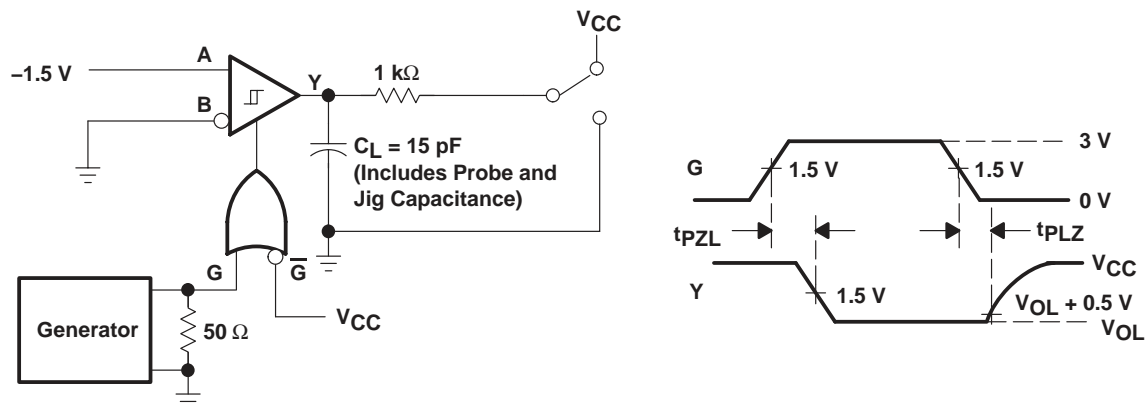 VCC
A
–1.5 V
Y
1 kΩ
B
CL = 15 pF
(Includes Probe and
Jig Capacitance)
G
G
VCC
Generator
50 Ω
3 V
G
1.5 V
1.5 V
0 V
tPZL
tPLZ
VCC
Y
1.5 V
VOL + 0.5 V
VOL